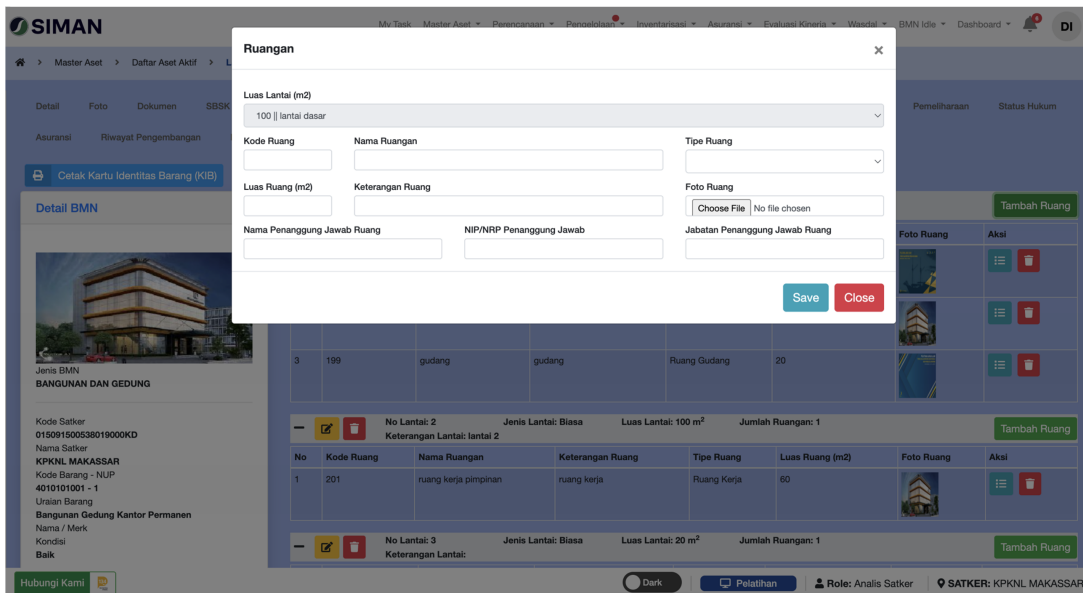 SIMAN
My Task Master Aset Perencanaan Pengelolaan Inventarisasi Asuransi Evaluasi Kinerja Wasdal BMN Idle Dashboard DI
> Master Aset > Daftar Aset Aktif >
Ruangan ×
Detail Foto Dokumen SBSK Pemeliharaan Status Hukum
Asuransi Riwayat Pengembangan
Cetak Kartu Identitas Barang (KIB)
Luas Lantai (m2)
100 || lantai dasar
Kode Ruang Nama Ruangan Tipe Ruang
Luas Ruang (m2) Keterangan Ruang Foto Ruang
Choose File No file chosen
Nama Penanggung Jawab Ruang NIP/NRP Penanggung Jawab Jabatan Penanggung Jawab Ruang
Save Close
Detail BMN
Tambah Ruang
Foto Ruang Aksi
3 199 gudang gudang Ruang Gudang 20
Jenis BMN
BANGUNAN DAN GEDUNG
Kode Satker
015091500538019000KD
Nama Satker
KPKNL MAKASSAR
Kode Barang - NUP
4010101001 - 1
Uraian Barang
Bangunan Gedung Kantor Permanen
Nama / Merk
Kondisi
Baik
No Lantai: 2 Jenis Lantai: Biasa Luas Lantai: 100 m² Jumlah Ruangan: 1
Keterangan Lantai: lantai 2
Tambah Ruang
No Kode Ruang Nama Ruangan Keterangan Ruang Tipe Ruang Luas Ruang (m2) Foto Ruang Aksi
1 201 ruang kerja pimpinan ruang kerja Ruang Kerja 60
No Lantai: 3 Jenis Lantai: Biasa Luas Lantai: 20 m² Jumlah Ruangan: 1
Keterangan Lantai:
Tambah Ruang
Hubungi Kami Dark Pelatihan Role: Analis Satker SATKER: KPKNL MAKASSAR